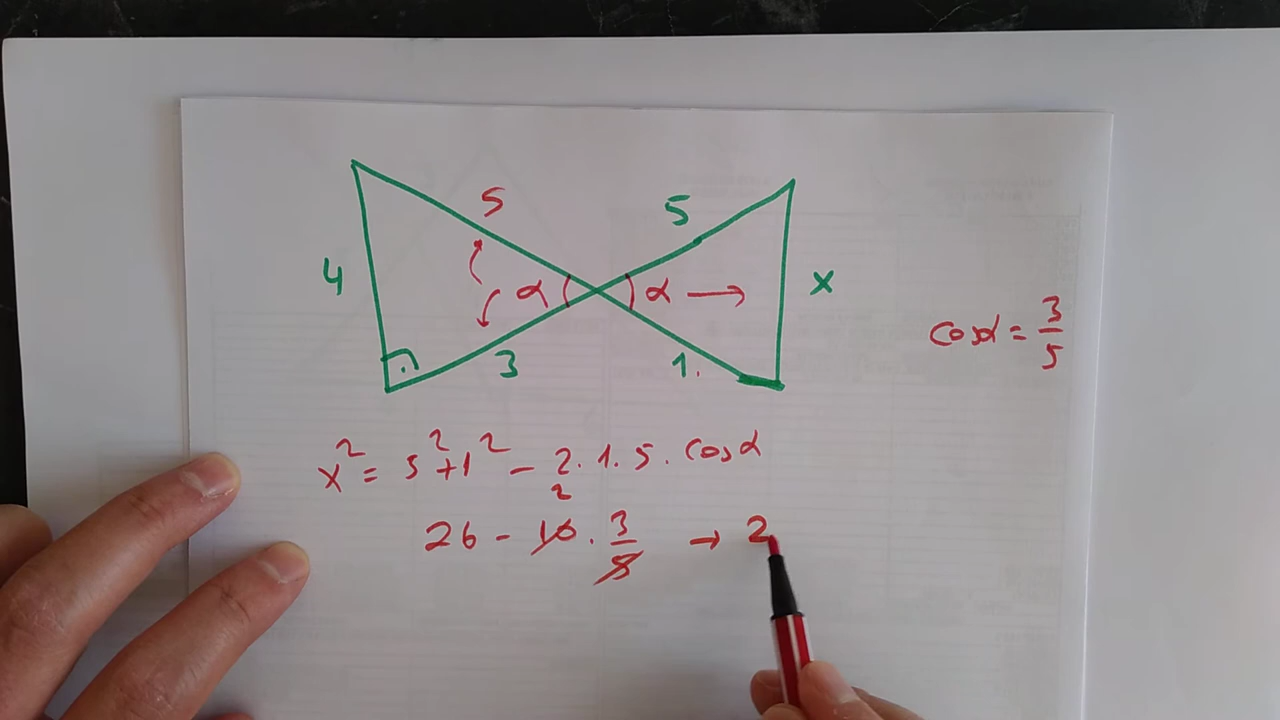 5
5
4
α
α
x
3
1.
cosα = 3/5
x² = 5² + 1² - 2.1.5. cosα
2
26 - 10 . 3/5 → 2